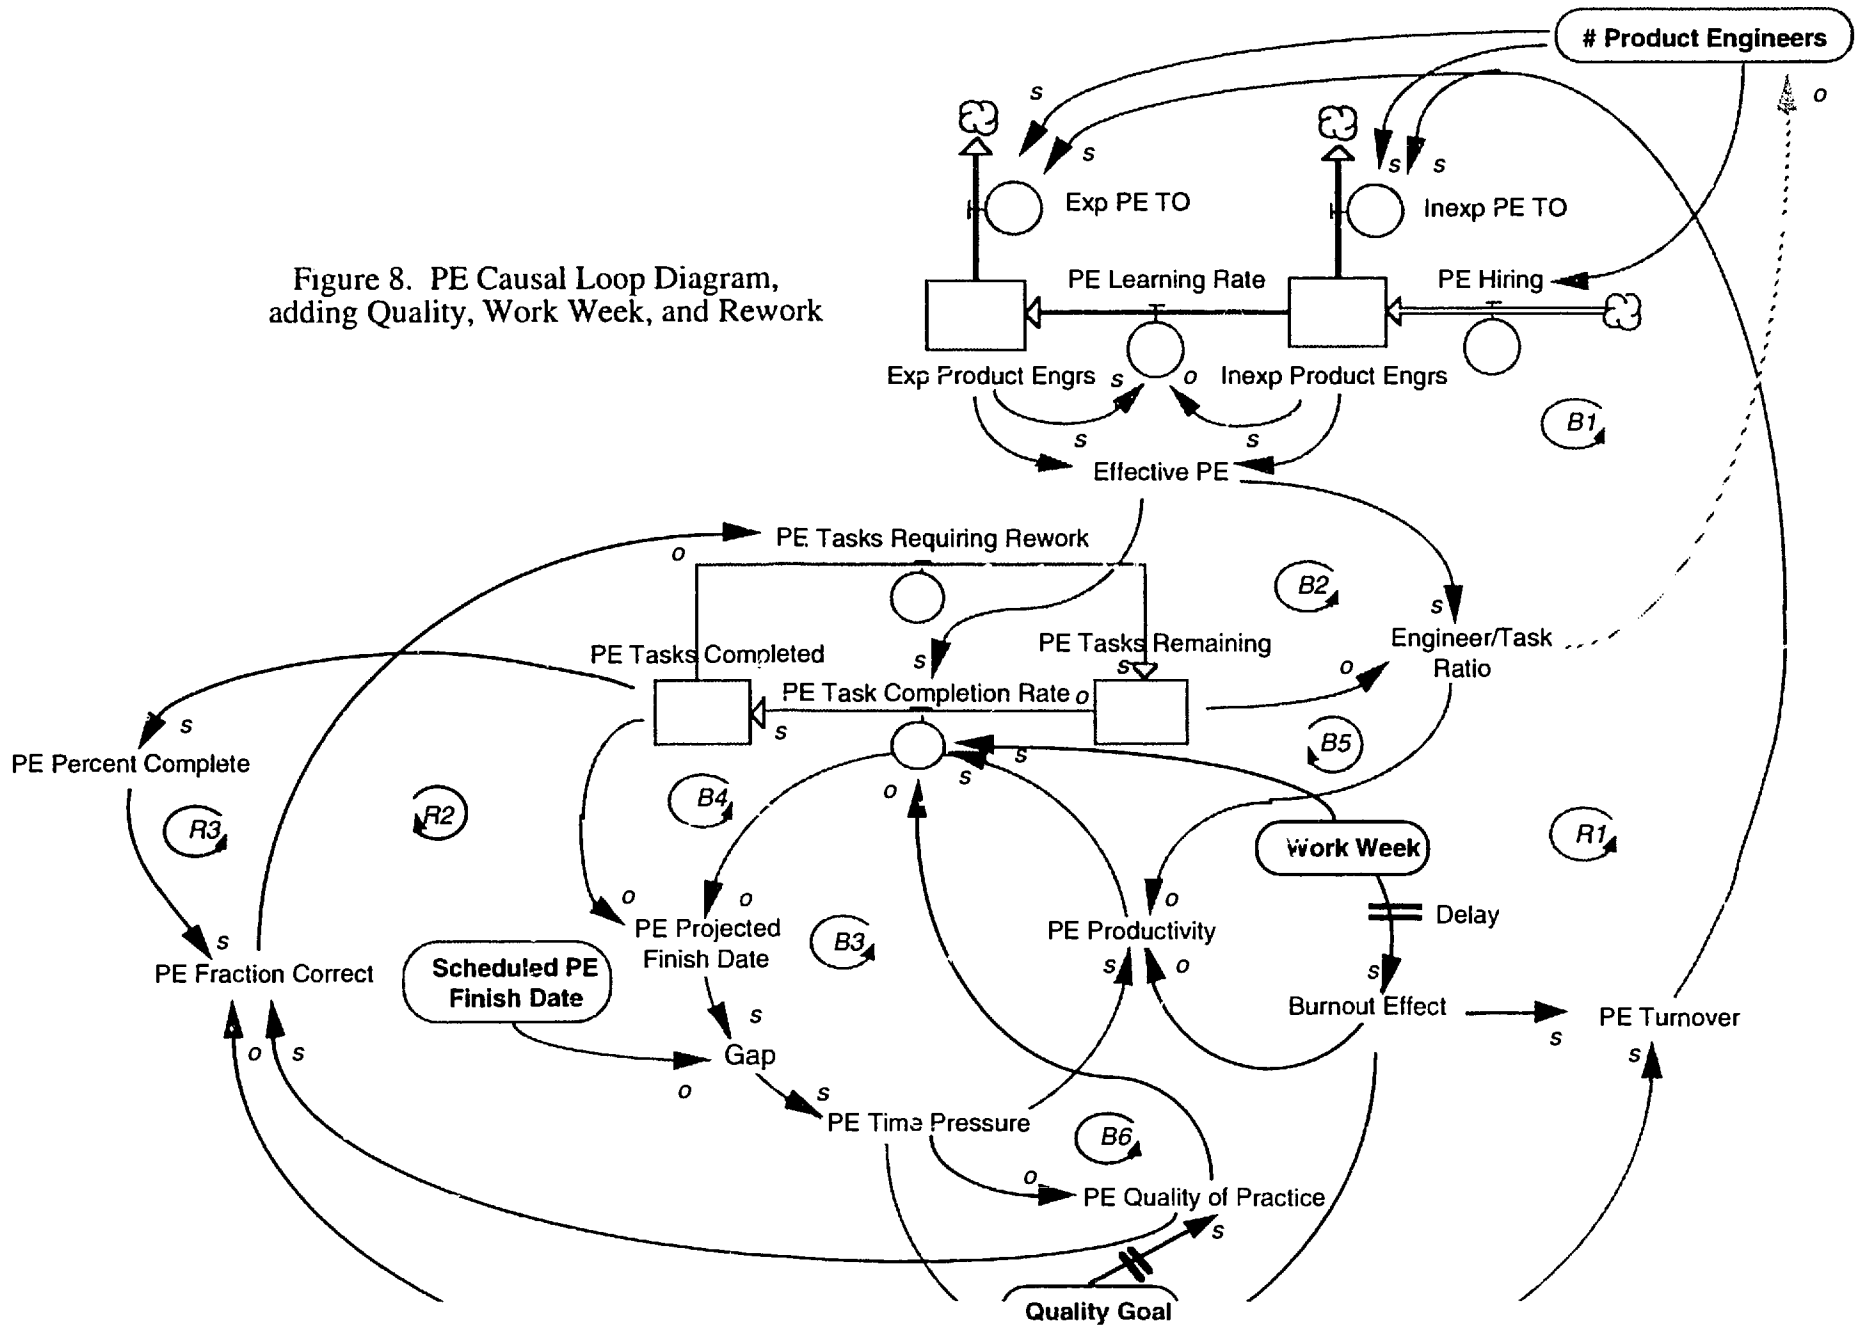 # Product Engineers
o
s
s
s
s
Exp PE TO
Inexp PE TO
Figure 8. PE Causal Loop Diagram,
adding Quality, Work Week, and Rework
PE Learning Rate
PE Hiring
Exp Product Engrs
s
o
Inexp Product Engrs
B1
s
s
Effective PE
PE Tasks Requiring Rework
o
B2
s
Engineer/Task
Ratio
PE Tasks Completed
s
PE Tasks Remaining
s
o
PE Task Completion Rate
o
s
s
PE Percent Complete
s
s
B5
o
B4
R3
R2
R1
Work Week
o
o
o
Delay
PE Projected
Finish Date
B3
PE Productivity
s
PE Fraction Correct
Scheduled PE
Finish Date
s
o
s
Burnout Effect
PE Turnover
s
o
s
Gap
s
s
o
s
PE Time Pressure
B6
o
PE Quality of Practice
s
Quality Goal